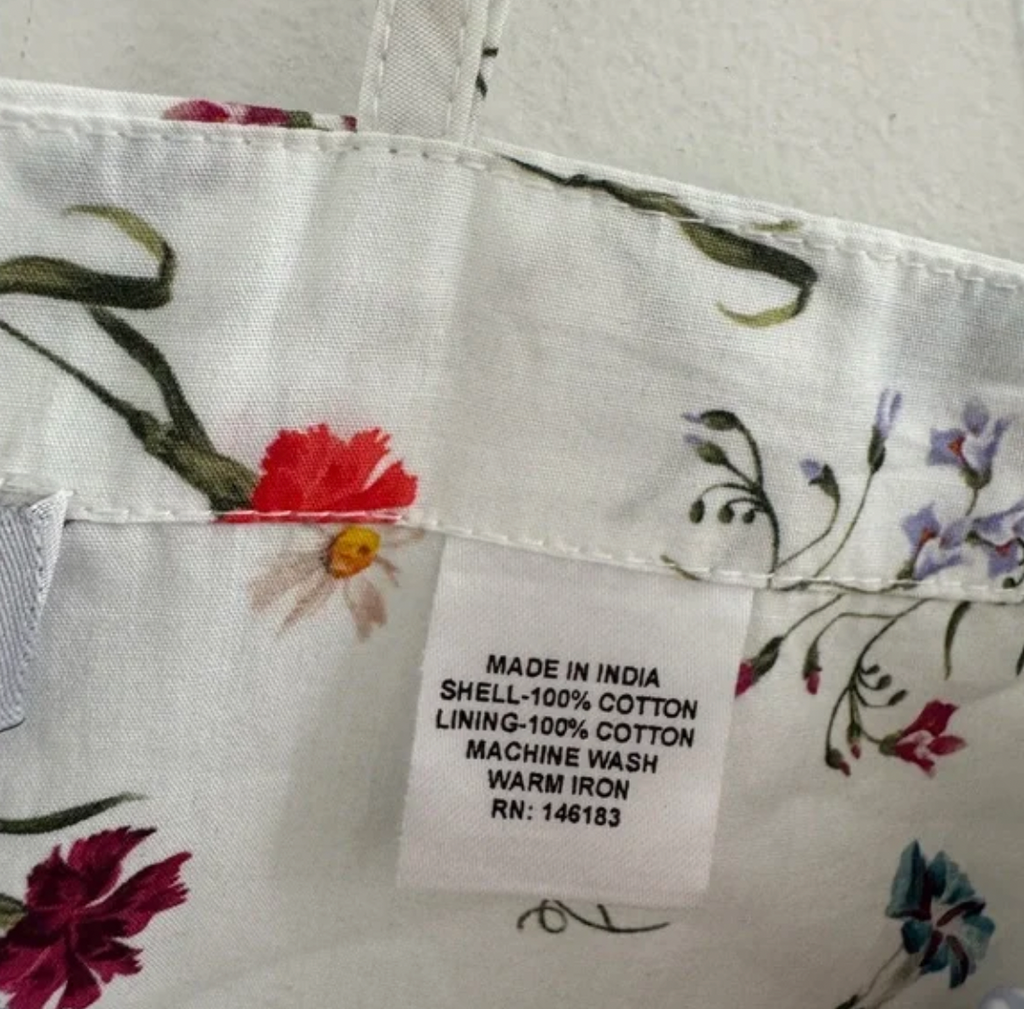 MADE IN INDIA
SHELL-100% COTTON
LINING-100% COTTON
MACHINE WASH
WARM IRON
RN: 146183